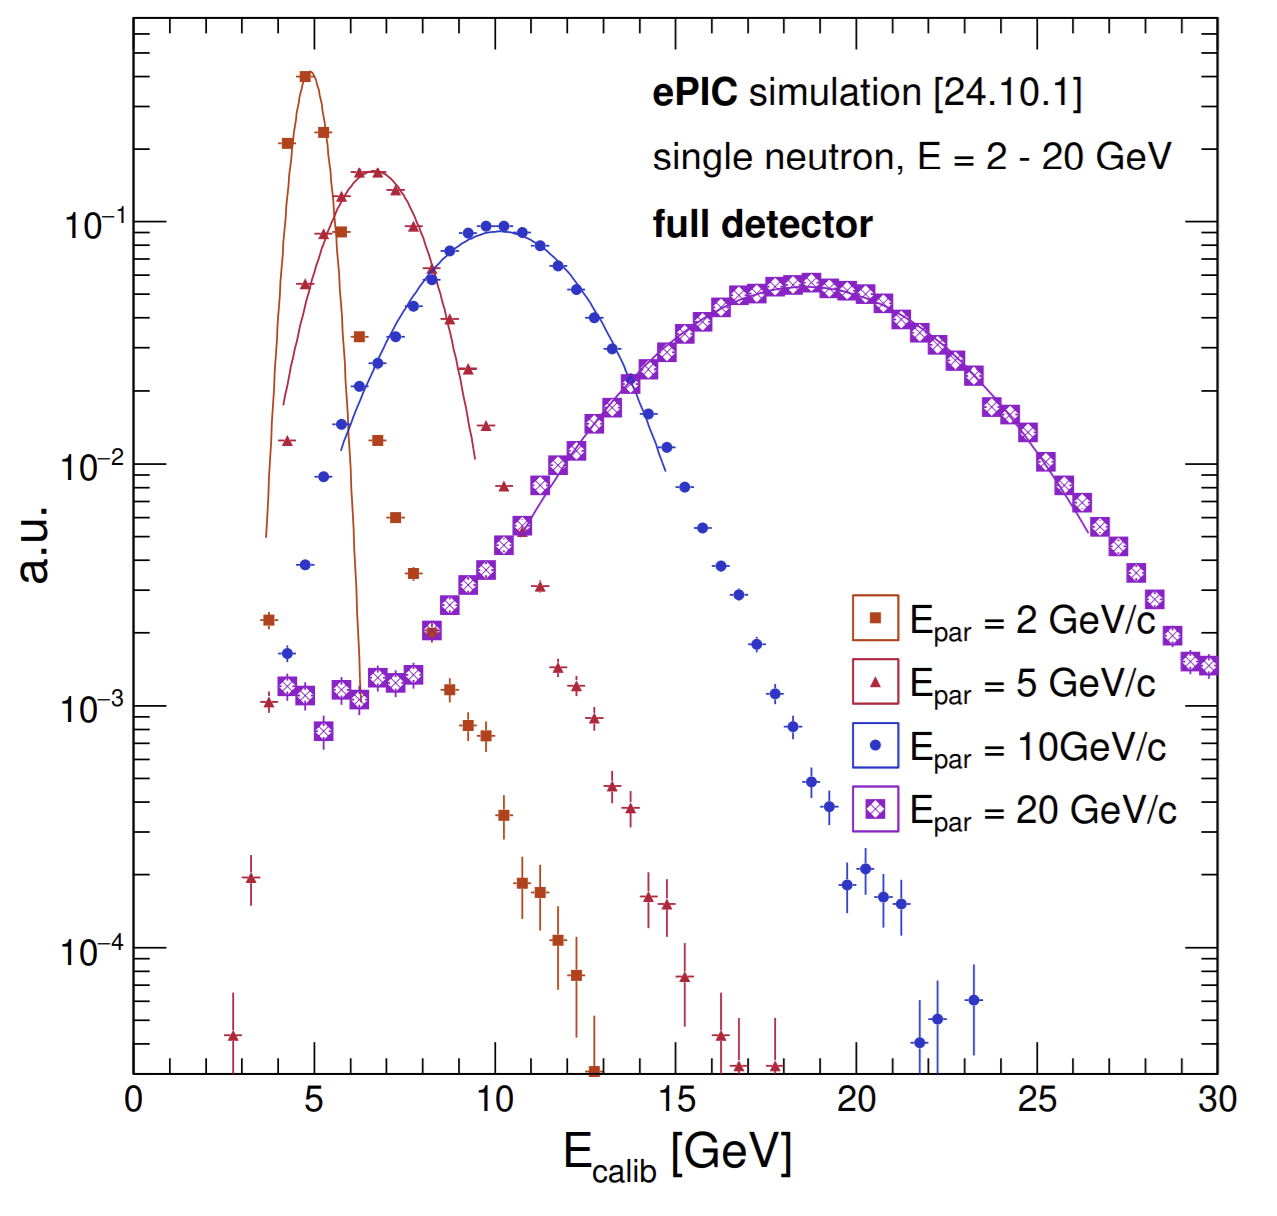 ePIC simulation [24.10.1]
single neutron, E = 2 - 20 GeV
full detector
10⁻¹
10⁻²
10⁻³
10⁻⁴
a.u.
E_par = 2 GeV/c
E_par = 5 GeV/c
E_par = 10GeV/c
E_par = 20 GeV/c
0 5 10 15 20 25 30
E_calib [GeV]